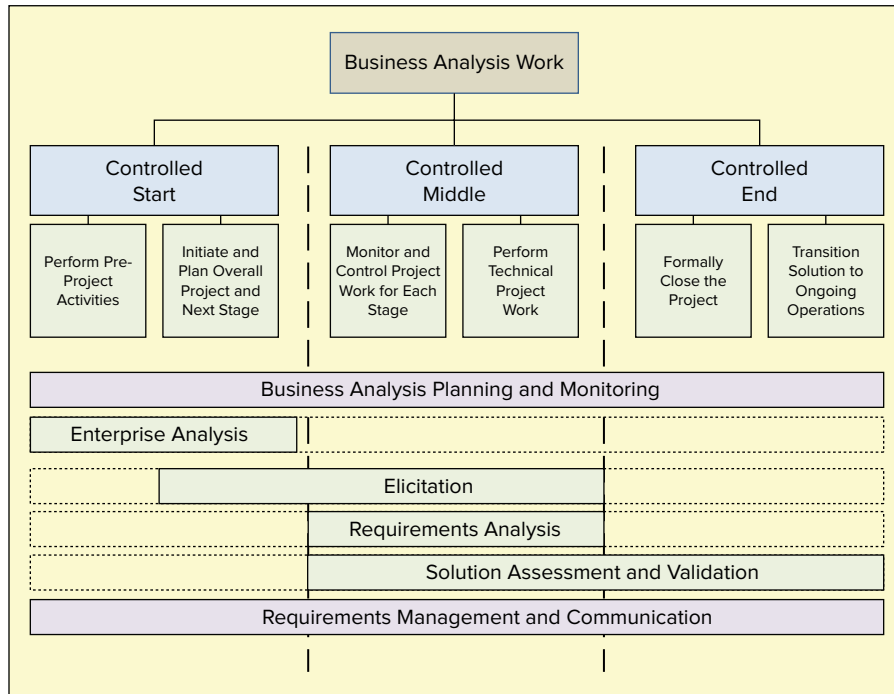 Business Analysis Work
Controlled
Start
Controlled
Middle
Controlled
End
Perform Pre-
Project
Activities
Initiate and
Plan Overall
Project and
Next Stage
Monitor and
Control Project
Work for Each
Stage
Perform
Technical
Project
Work
Formally
Close the
Project
Transition
Solution to
Ongoing
Operations
Business Analysis Planning and Monitoring
Enterprise Analysis
Elicitation
Requirements Analysis
Solution Assessment and Validation
Requirements Management and Communication